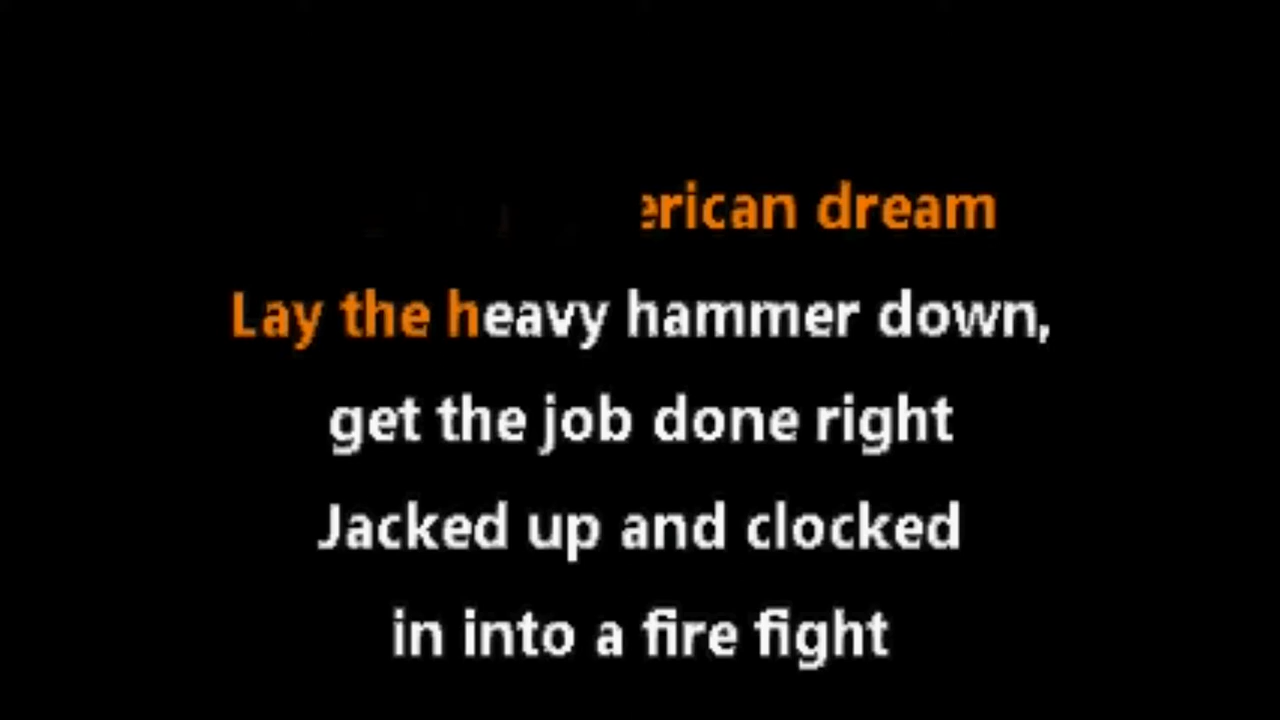 erican dream
Lay the heavy hammer down,
get the job done right
Jacked up and clocked
in into a fire fight